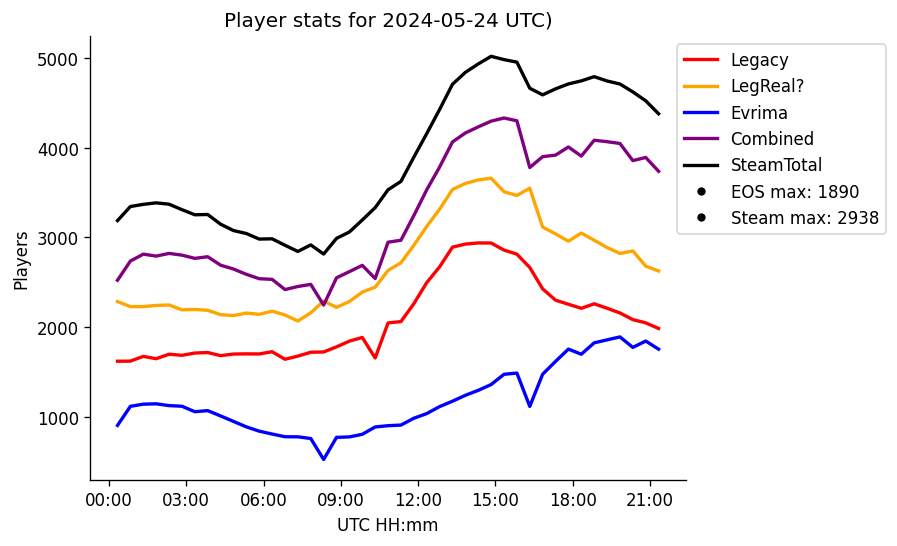 Player stats for 2024-05-24 UTC)
Players
5000
4000
3000
2000
1000
00:00 03:00 06:00 09:00 12:00 15:00 18:00 21:00
UTC HH:mm
Legacy
LegReal?
Evrima
Combined
SteamTotal
EOS max: 1890
Steam max: 2938